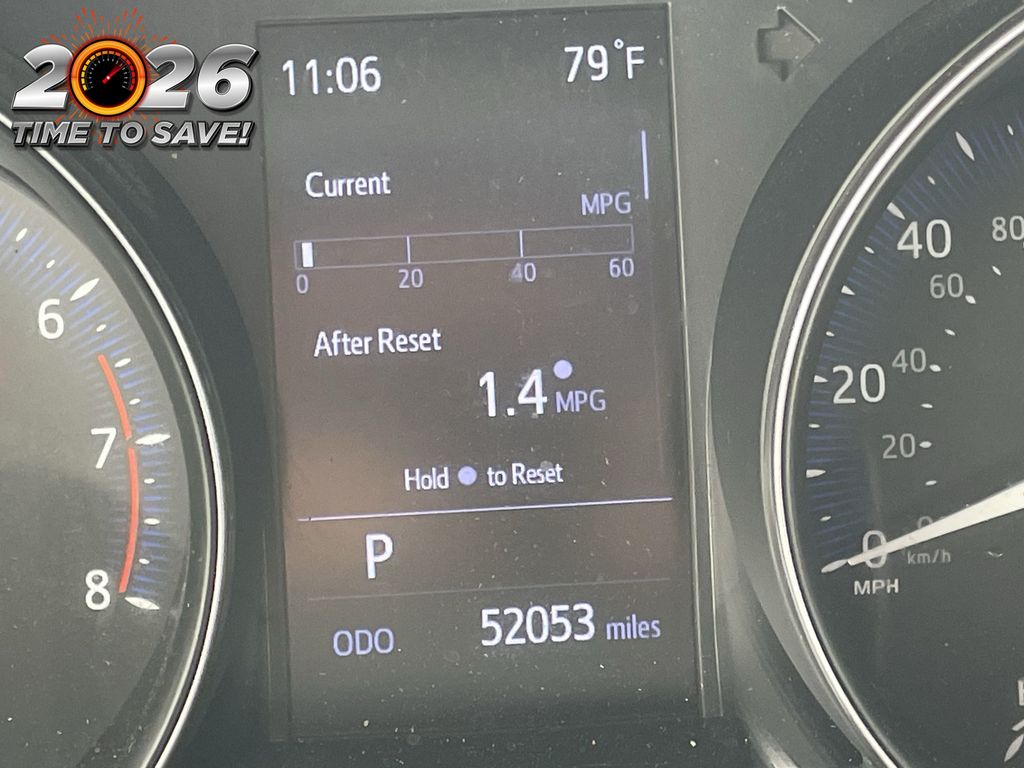 2026
TIME TO SAVE!
11:06 79°F
Current
MPG
0 20 40 60
After Reset
1.4 MPG
Hold to Reset
P
ODO 52053 miles
6
7
8
40 80
60
20 40
20
0 0
MPH km/h